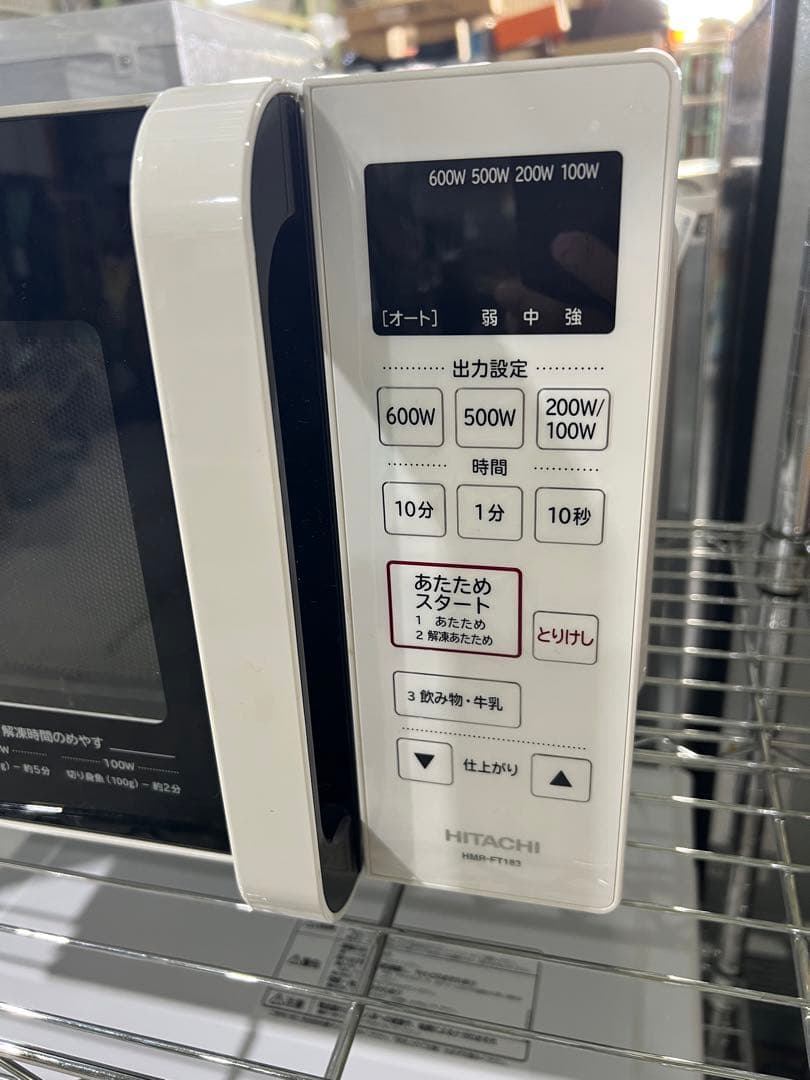 600W 500W 200W 100W
[オート] 弱 中 強
出力設定
600W
500W
200W/
100W
時間
10分
1分
10秒
あたため
スタート
1 あたため
2 解凍あたため
とりけし
3 飲み物・牛乳
▼ 仕上がり ▲
HITACHI
HMR-FT183
解凍時間のめやす
100W
約5分
切り身魚(100g)－約2分